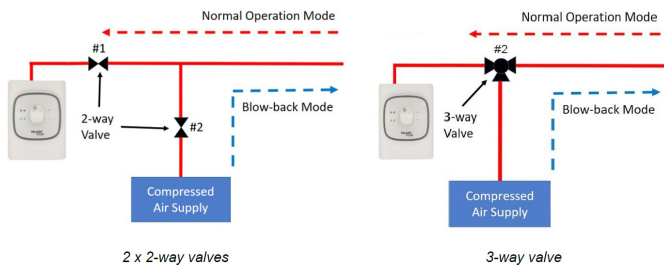 Normal Operation Mode
#1
2-way
Valve
#2
Blow-back Mode
Compressed
Air Supply
2 x 2-way valves
Normal Operation Mode
#2
3-way
Valve
Blow-back Mode
Compressed
Air Supply
3-way valve